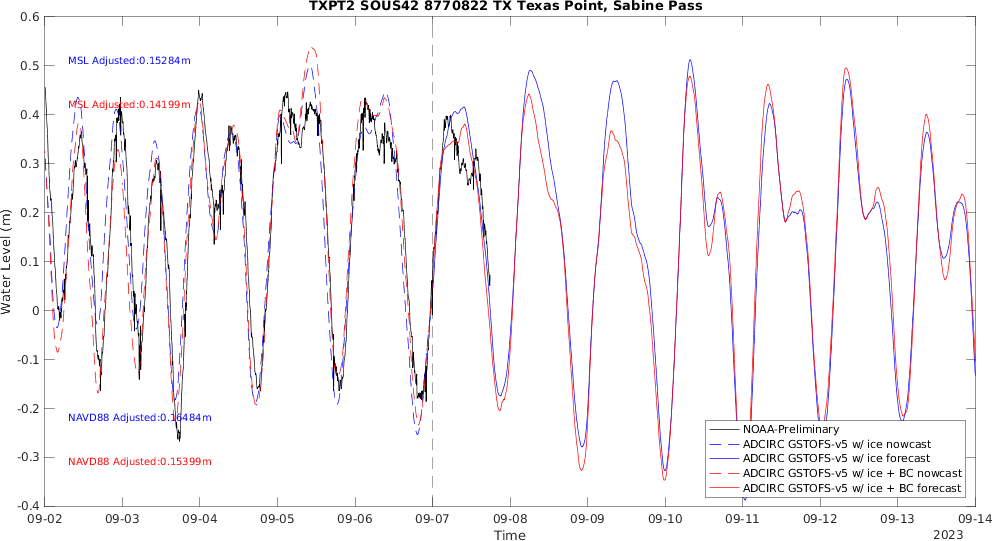 TXPT2 SOUS42 8770822 TX Texas Point, Sabine Pass
0.6
0.5
0.4
0.3
0.2
0.1
0
-0.1
-0.2
-0.3
-0.4
Water Level (m)
MSL Adjusted:0.15284m
MSL Adjusted:0.14199m
NAVD88 Adjusted:0.16484m
NAVD88 Adjusted:0.15399m
NOAA-Preliminary
ADCIRC GSTOFS-v5 w/ ice nowcast
ADCIRC GSTOFS-v5 w/ ice forecast
ADCIRC GSTOFS-v5 w/ ice + BC nowcast
ADCIRC GSTOFS-v5 w/ ice + BC forecast
09-02 09-03 09-04 09-05 09-06 09-07 09-08 09-09 09-10 09-11 09-12 09-13 09-14
Time
2023